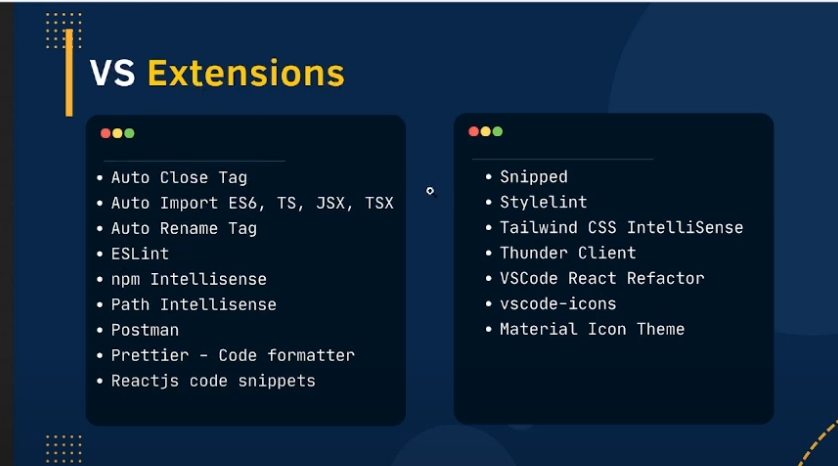 VS Extensions
• Auto Close Tag
• Auto Import ES6, TS, JSX, TSX
• Auto Rename Tag
• ESLint
• npm Intellisense
• Path Intellisense
• Postman
• Prettier - Code formatter
• Reactjs code snippets
• Snipped
• Stylelint
• Tailwind CSS IntelliSense
• Thunder Client
• VSCode React Refactor
• vscode-icons
• Material Icon Theme